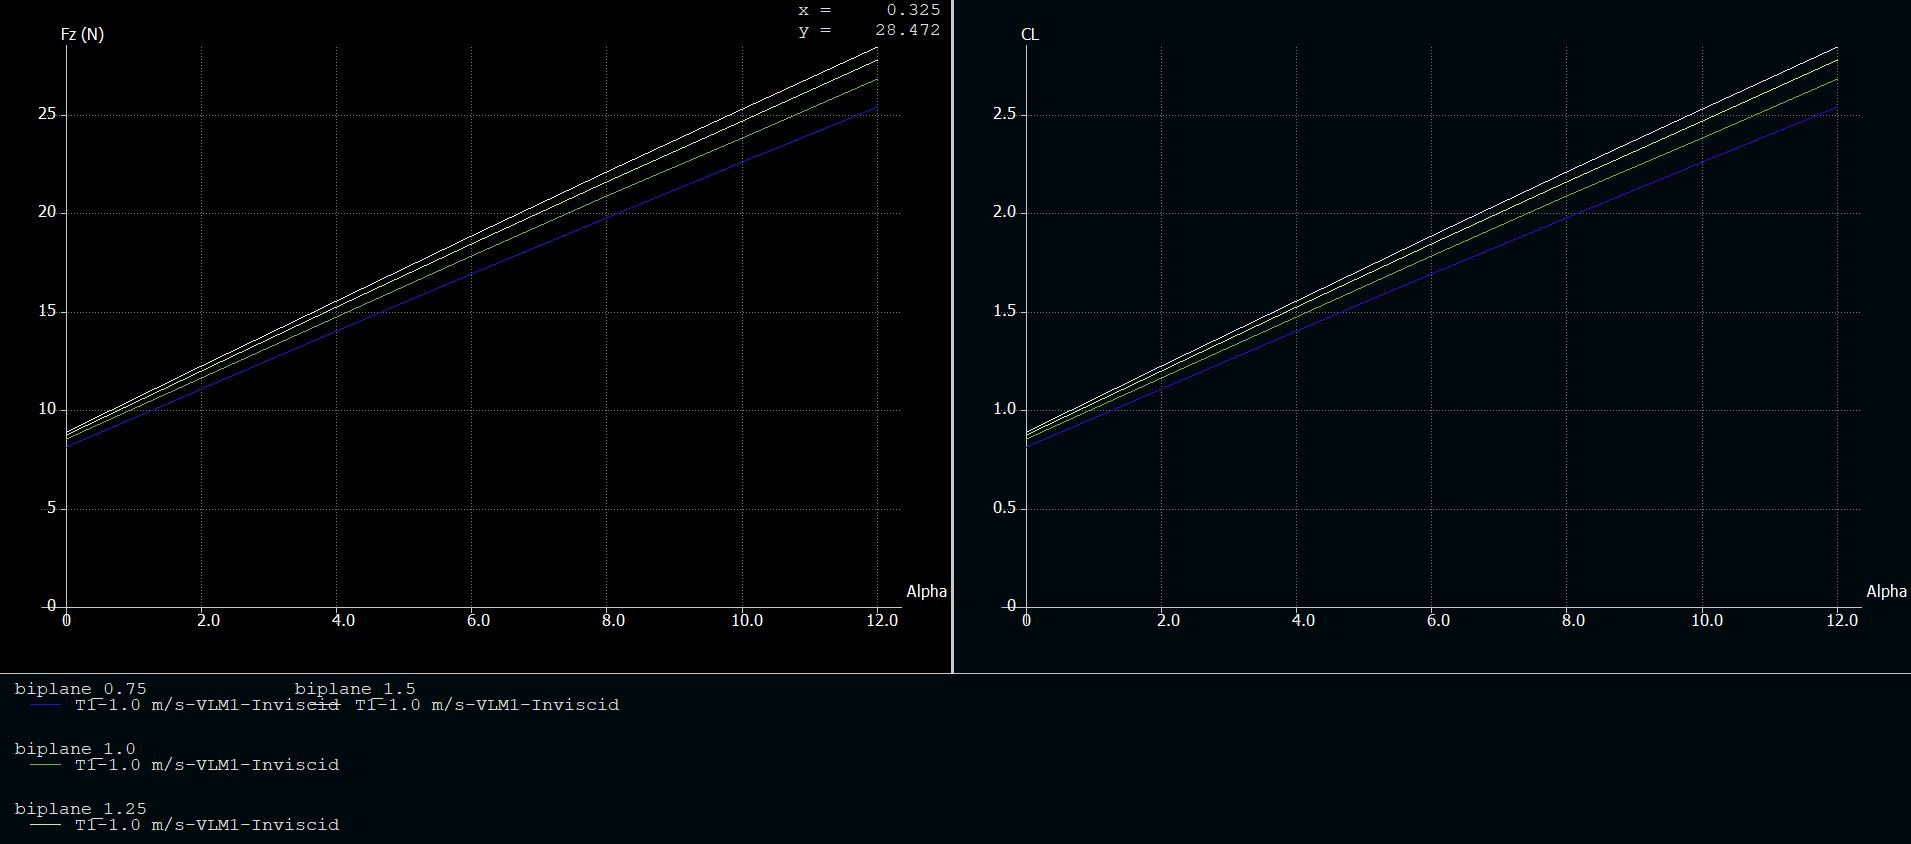 x = 0.325
y = 28.472
Fz (N)
25
20
15
10
5
0
0 2.0 4.0 6.0 8.0 10.0 12.0
Alpha
CL
2.5
2.0
1.5
1.0
0.5
0
0 2.0 4.0 6.0 8.0 10.0 12.0
Alpha
biplane_0.75
T1-1.0 m/s-VLM1-Inviscid
biplane_1.0
T1-1.0 m/s-VLM1-Inviscid
biplane_1.25
T1-1.0 m/s-VLM1-Inviscid
biplane_1.5
T1-1.0 m/s-VLM1-Inviscid